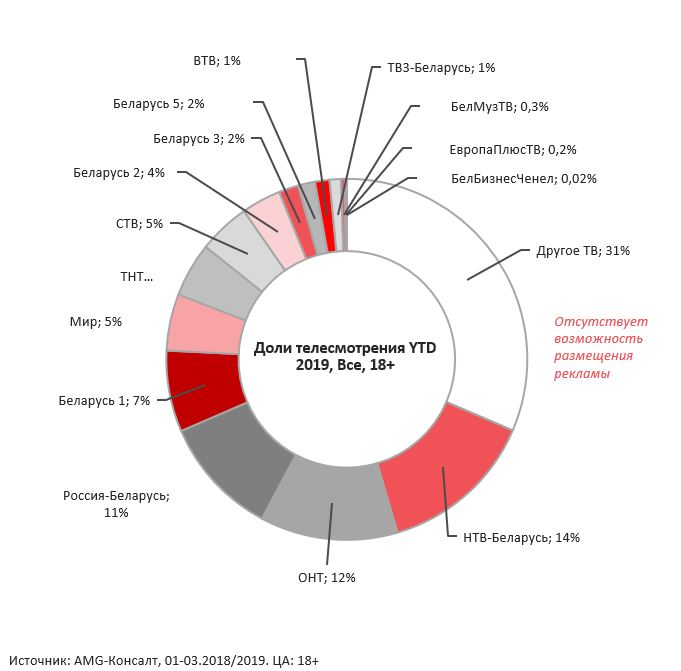 ВТВ; 1%
ТВ3-Беларусь; 1%
Беларусь 5; 2%
БелМузТВ; 0,3%
Беларусь 3; 2%
ЕвропаПлюсТВ; 0,2%
Беларусь 2; 4%
БелБизнесЧенел; 0,02%
СТВ; 5%
Другое ТВ; 31%
ТНТ...
Мир; 5%
Отсутствует
возможность
размещения
рекламы
Доли телесмотрения YTD
2019, Все, 18+
Беларусь 1; 7%
Россия-Беларусь;
11%
НТВ-Беларусь; 14%
ОНТ; 12%
Источник: AMG-Консалт, 01-03.2018/2019. ЦА: 18+